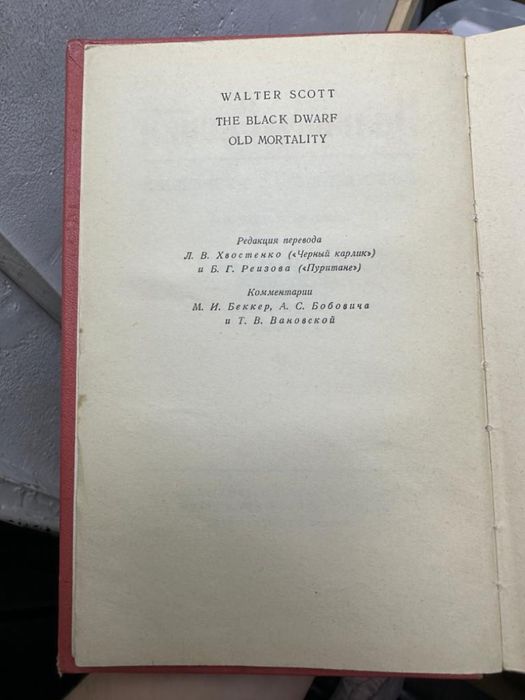 WALTER SCOTT
THE BLACK DWARF
OLD MORTALITY
Редакция перевода
Л. В. Хвостенко («Черный карлик»)
и Б. Г. Реизова («Пуритане»)
Комментарии
М. И. Беккер, А. С. Бобовича
и Т. В. Вановской